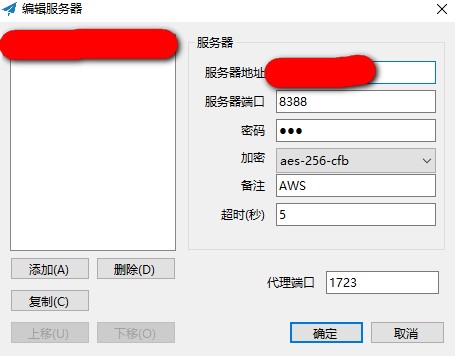 编辑服务器
服务器
服务器地址
服务器端口 8388
密码 ●●●
加密 aes-256-cfb
备注 AWS
超时(秒) 5
添加(A) 删除(D)
复制(C)
代理端口 1723
上移(U) 下移(O)
确定 取消